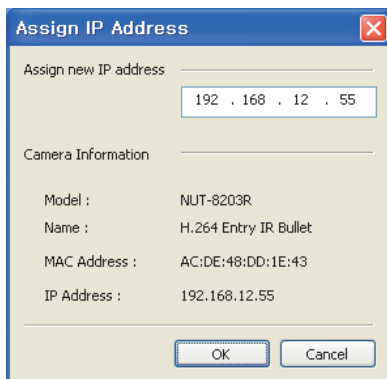 Assign IP Address
Assign new IP address
192 . 168 . 12 . 55
Camera Information
Model : NUT-8203R
Name : H.264 Entry IR Bullet
MAC Address : AC:DE:48:DD:1E:43
IP Address : 192.168.12.55
OK Cancel